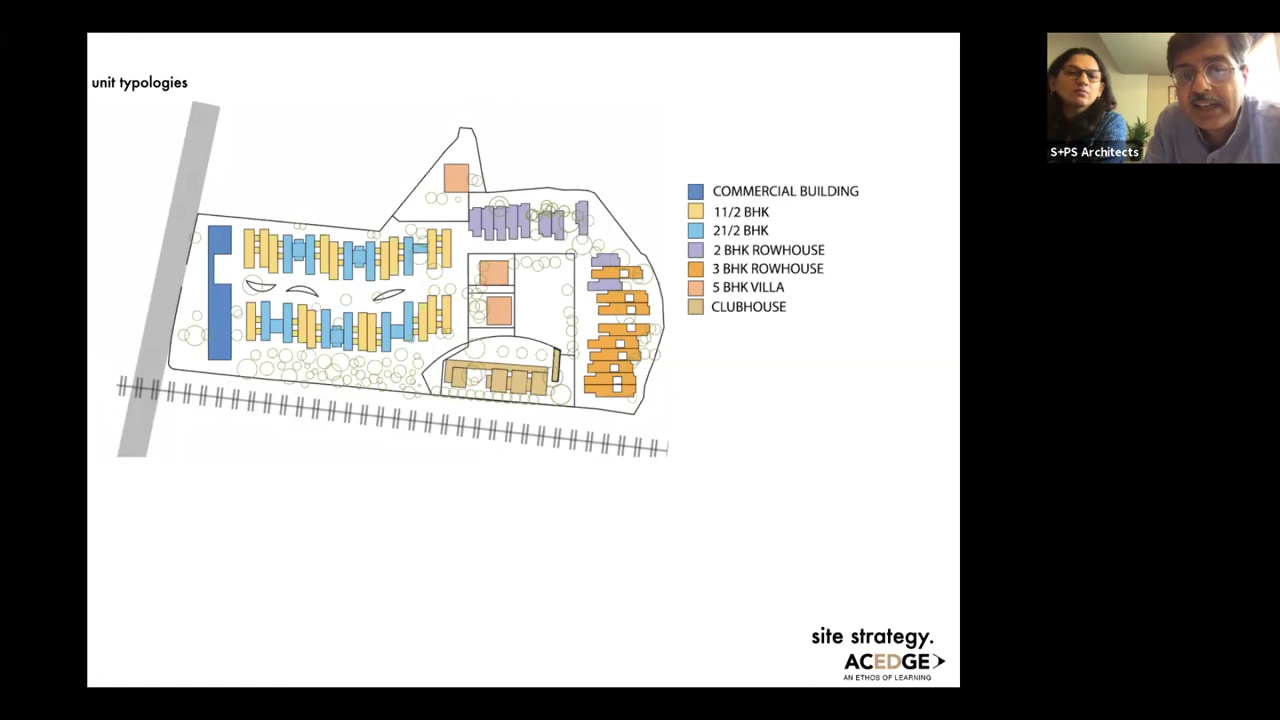 unit typologies
COMMERCIAL BUILDING
11/2 BHK
21/2 BHK
2 BHK ROWHOUSE
3 BHK ROWHOUSE
5 BHK VILLA
CLUBHOUSE
S+PS Architects
site strategy.
ACEDGE
AN ETHOS OF LEARNING